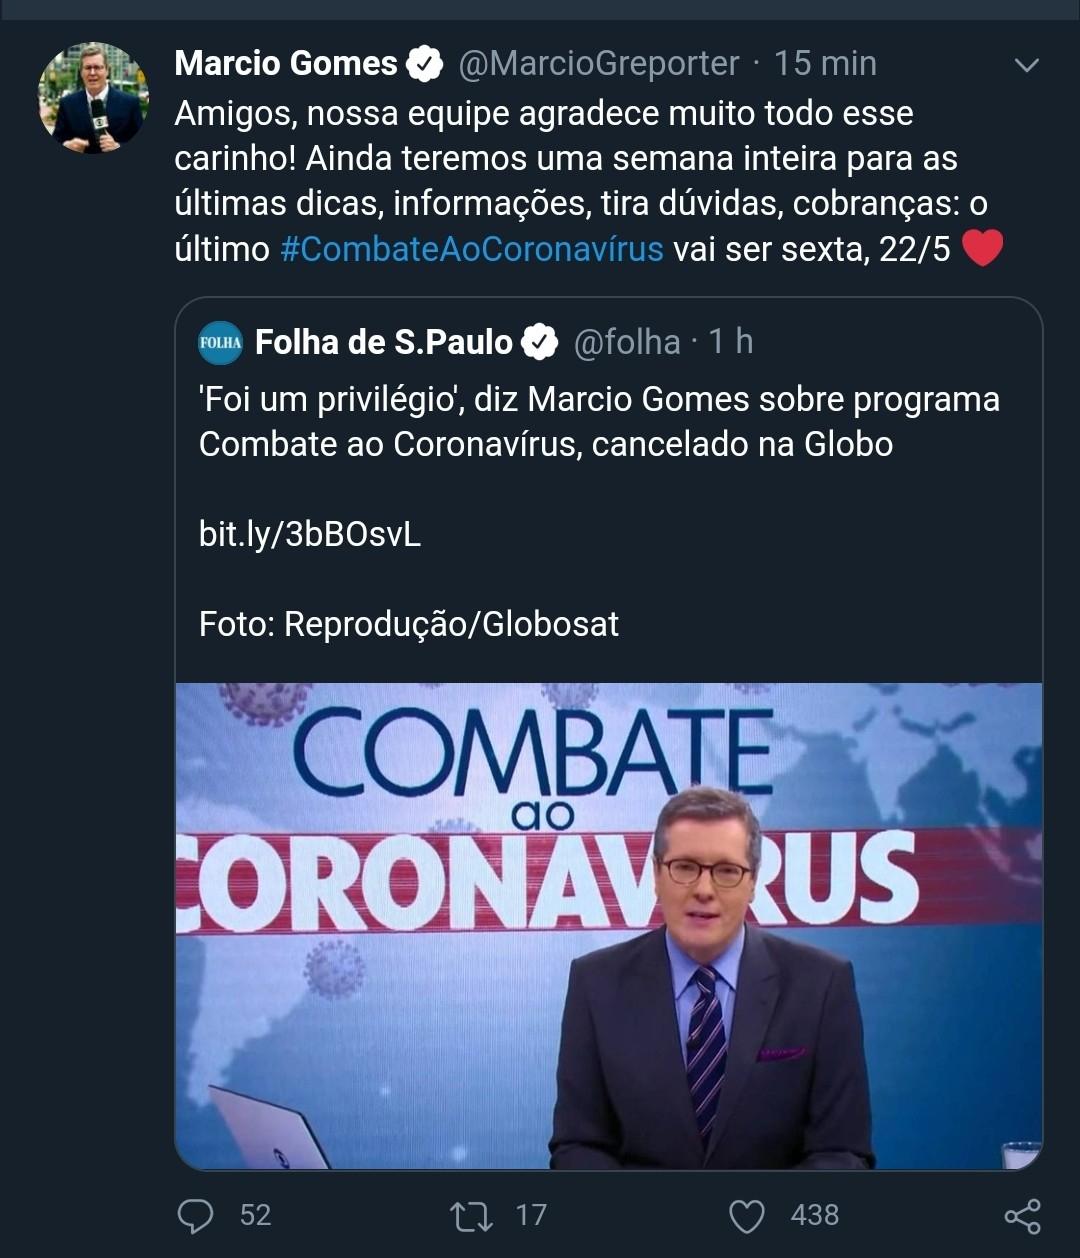 Marcio Gomes @MarcioGreporter · 15 min
Amigos, nossa equipe agradece muito todo esse
carinho! Ainda teremos uma semana inteira para as
últimas dicas, informações, tira dúvidas, cobranças: o
último #CombateAoCoronavírus vai ser sexta, 22/5
FOLHA Folha de S.Paulo @folha · 1 h
'Foi um privilégio', diz Marcio Gomes sobre programa
Combate ao Coronavírus, cancelado na Globo
bit.ly/3bBOsvL
Foto: Reprodução/Globosat
COMBATE
ao
CORONAV RUS
52 17 438